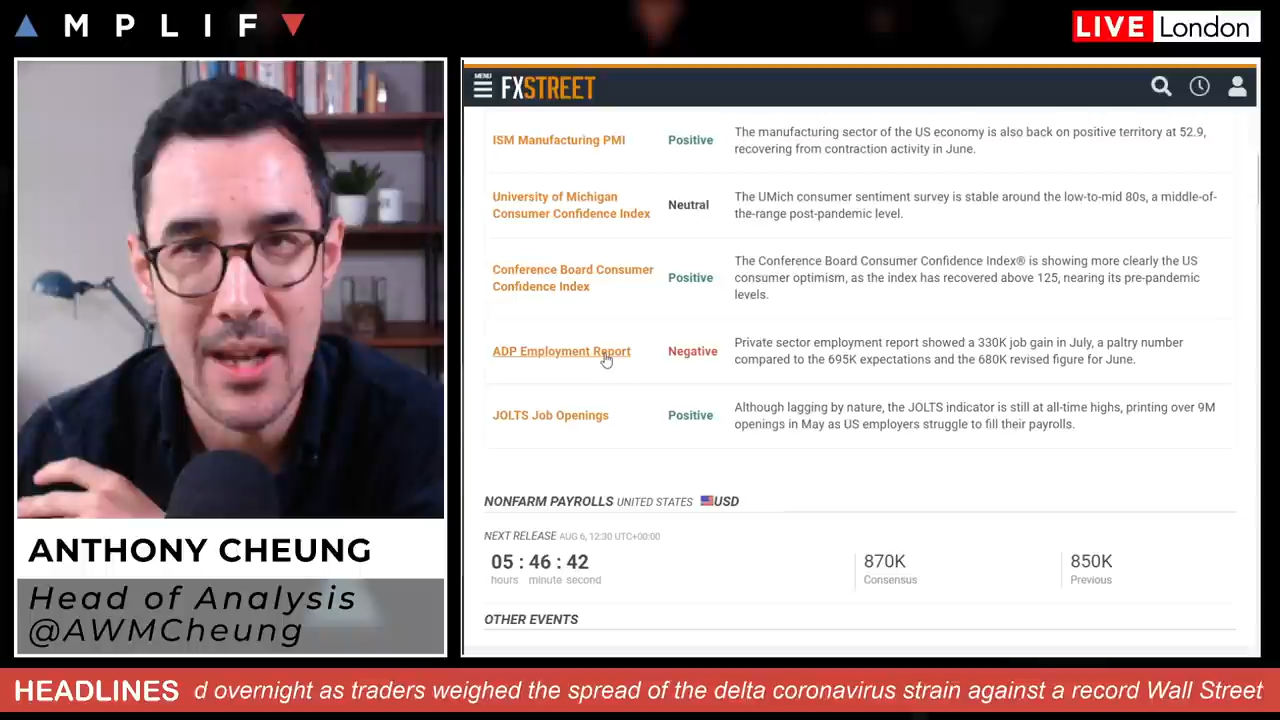 ▲ M P L I F ▼
LIVE London
MENU
FXSTREET
ISM Manufacturing PMI
Positive
The manufacturing sector of the US economy is also back on positive territory at 52.9,
recovering from contraction activity in June.
University of Michigan
Consumer Confidence Index
Neutral
The UMich consumer sentiment survey is stable around the low-to-mid 80s, a middle-of-
the-range post-pandemic level.
Conference Board Consumer
Confidence Index
Positive
The Conference Board Consumer Confidence Index® is showing more clearly the US
consumer optimism, as the index has recovered above 125, nearing its pre-pandemic
levels.
ADP Employment Report
Negative
Private sector employment report showed a 330K job gain in July, a paltry number
compared to the 695K expectations and the 680K revised figure for June.
JOLTS Job Openings
Positive
Although lagging by nature, the JOLTS indicator is still at all-time highs, printing over 9M
openings in May as US employers struggle to fill their payrolls.
NONFARM PAYROLLS UNITED STATES USD
NEXT RELEASE AUG 6, 12:30 UTC+00:00
05 : 46 : 42
hours minute second
870K
Consensus
850K
Previous
OTHER EVENTS
ANTHONY CHEUNG
Head of Analysis
@AWMCheung
HEADLINES d overnight as traders weighed the spread of the delta coronavirus strain against a record Wall Street